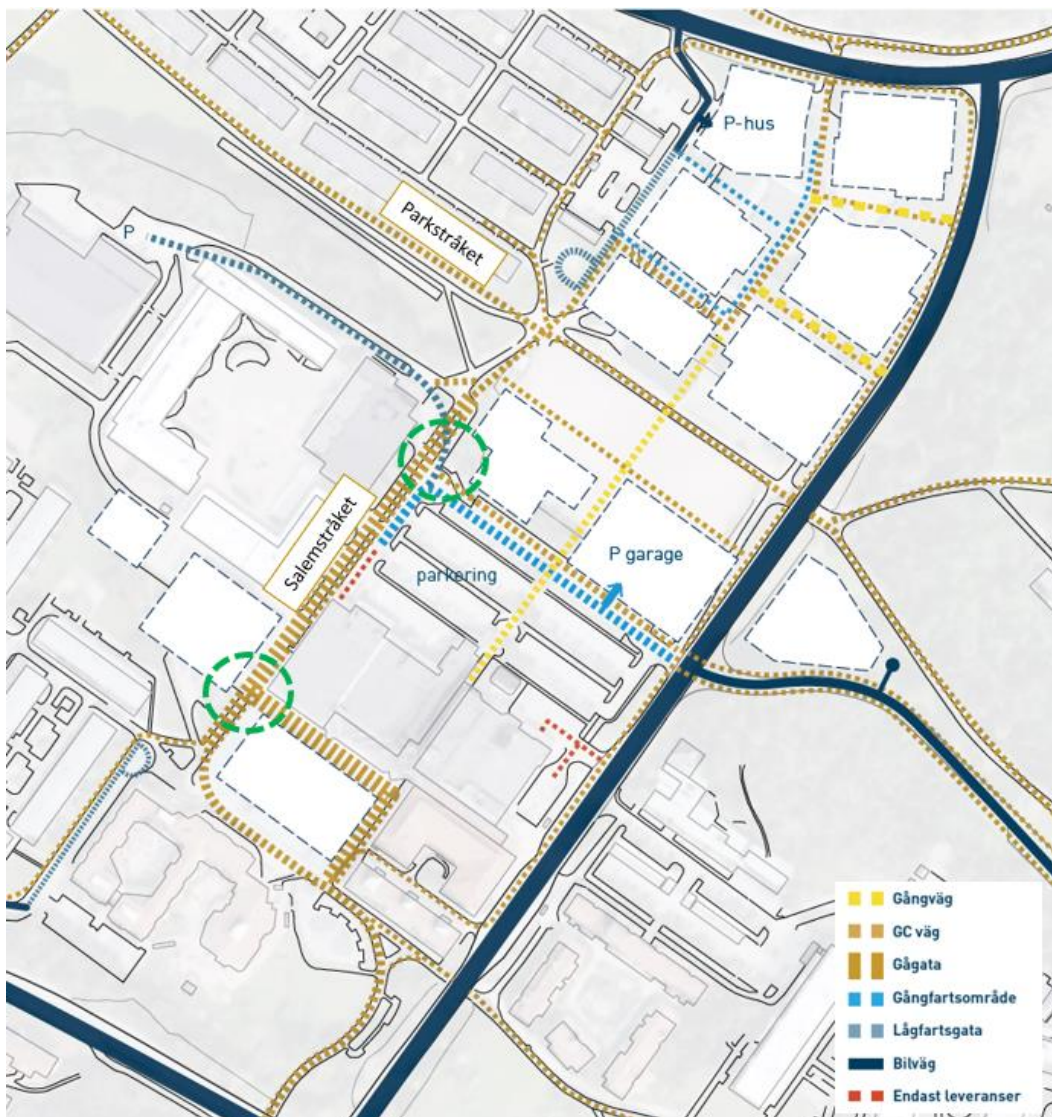 P-hus
Parkstråket
P
Salemstråket
parkering
P garage
Gångväg
GC väg
Gågata
Gångfartsområde
Lågfartsgata
Bilväg
Endast leveranser